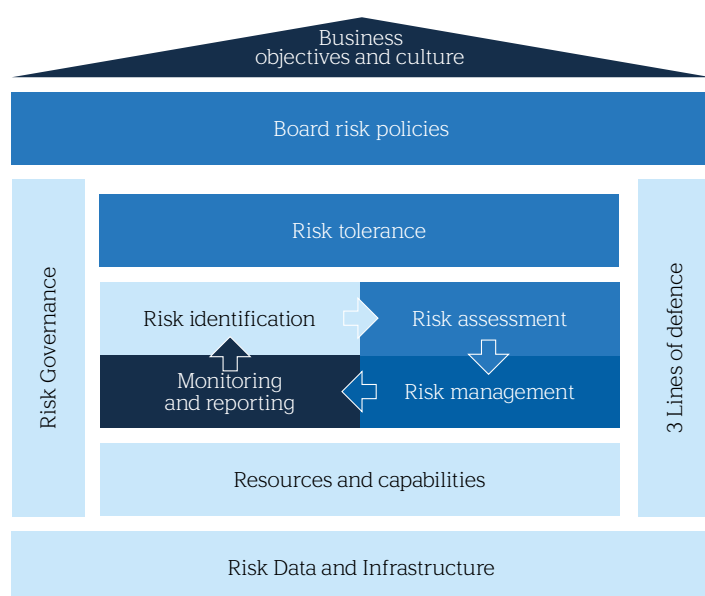 Business
objectives and culture
Board risk policies
Risk Governance
Risk tolerance
Risk identification
Risk assessment
Monitoring
and reporting
Risk management
Resources and capabilities
3 Lines of defence
Risk Data and Infrastructure